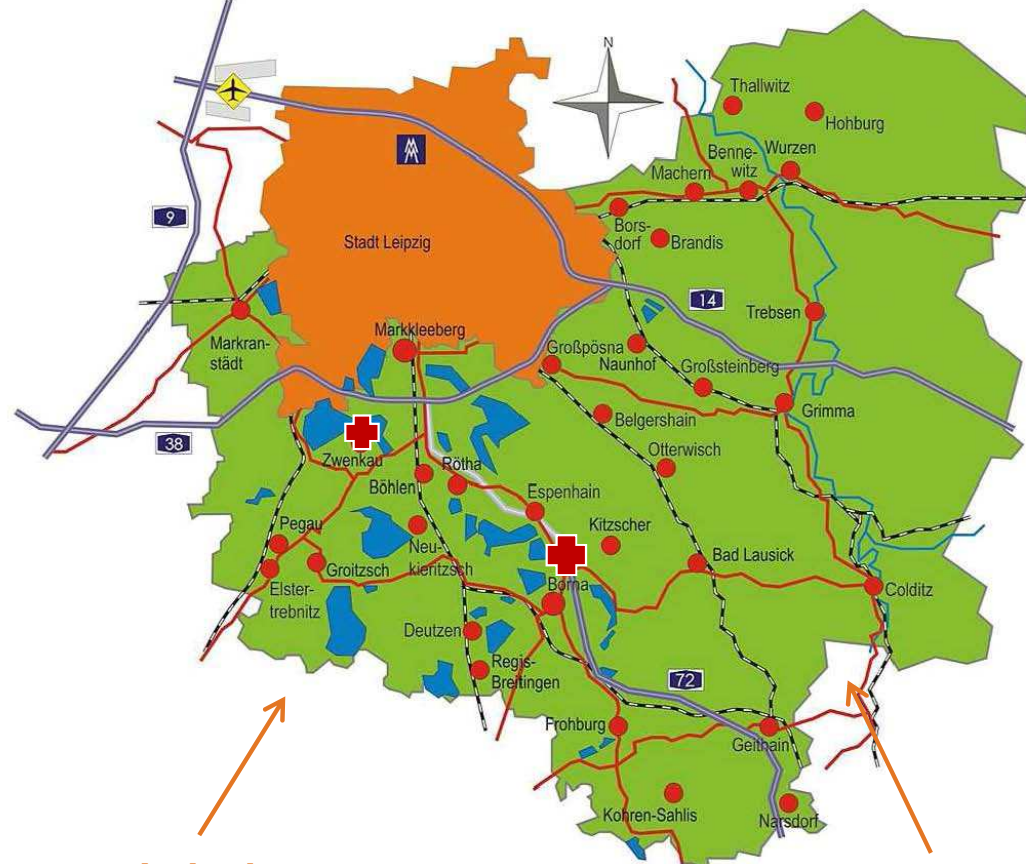 N
Thallwitz
Hohburg
Benne-
witz
Wurzen
Machern
Bors-
dorf
Brandis
9
Stadt Leipzig
14
Trebsen
Markkleeberg
Markran-
städt
Großpösna
Naunhof
Großsteinberg
Grimma
Belgershain
38
Zwenkau
Rötha
Otterwisch
Böhlen
Espenhain
Kitzscher
Pegau
Neu-
kieritzsch
Groitzsch
Bad Lausick
Elster-
trebnitz
Borna
Colditz
Deutzen
Regis-
Breitingen
72
Frohburg
Geithain
Kohren-Sahlis
Narsdorf